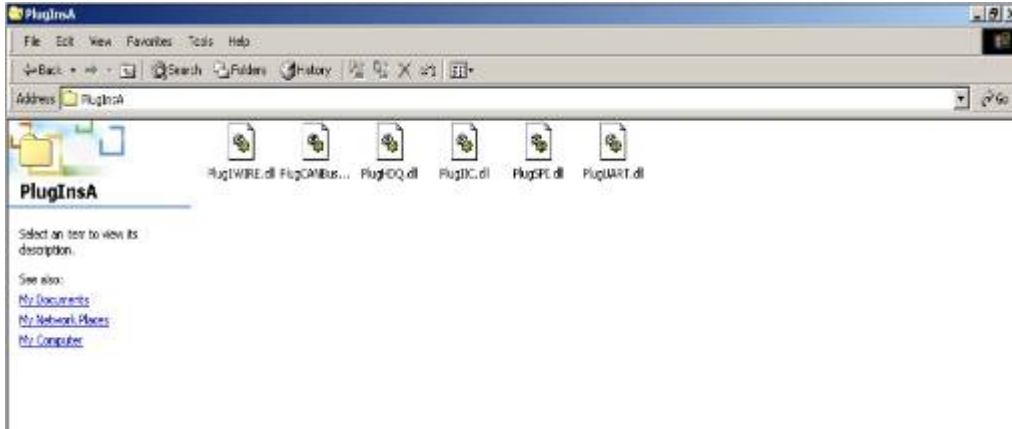 PlugInsA
File Edit View Favorites Tools Help
Back Search Folders History
Address PlugInsA Go
Plug1WIRE.dll PlugCANBus... PlugHDQ.dll PlugIIC.dll PlugSPI.dll PlugUART.dll
PlugInsA
Select an item to view its
description.
See also:
My Documents
My Network Places
My Computer